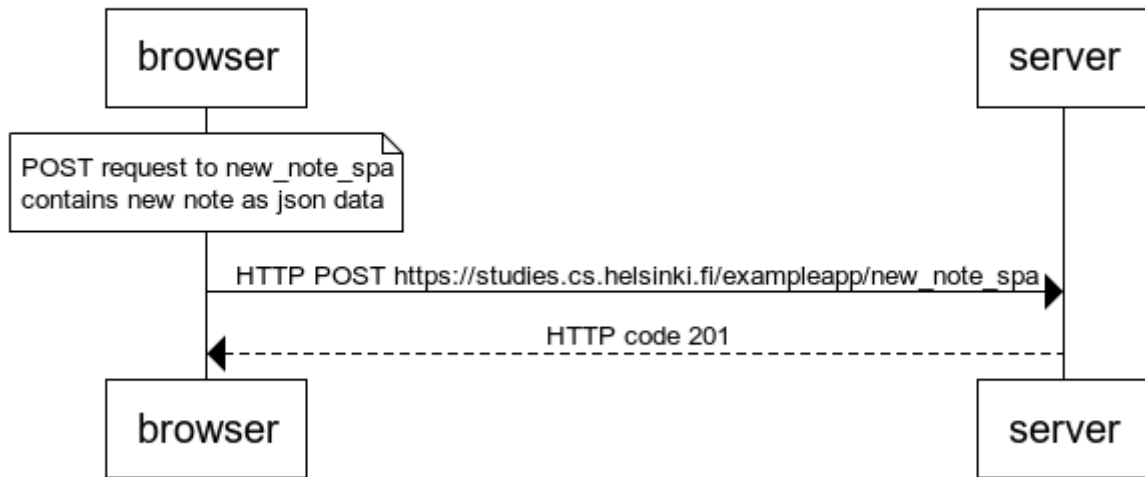 browser
server
POST request to new_note_spa
contains new note as json data
HTTP POST https://studies.cs.helsinki.fi/exampleapp/new_note_spa
HTTP code 201
browser
server